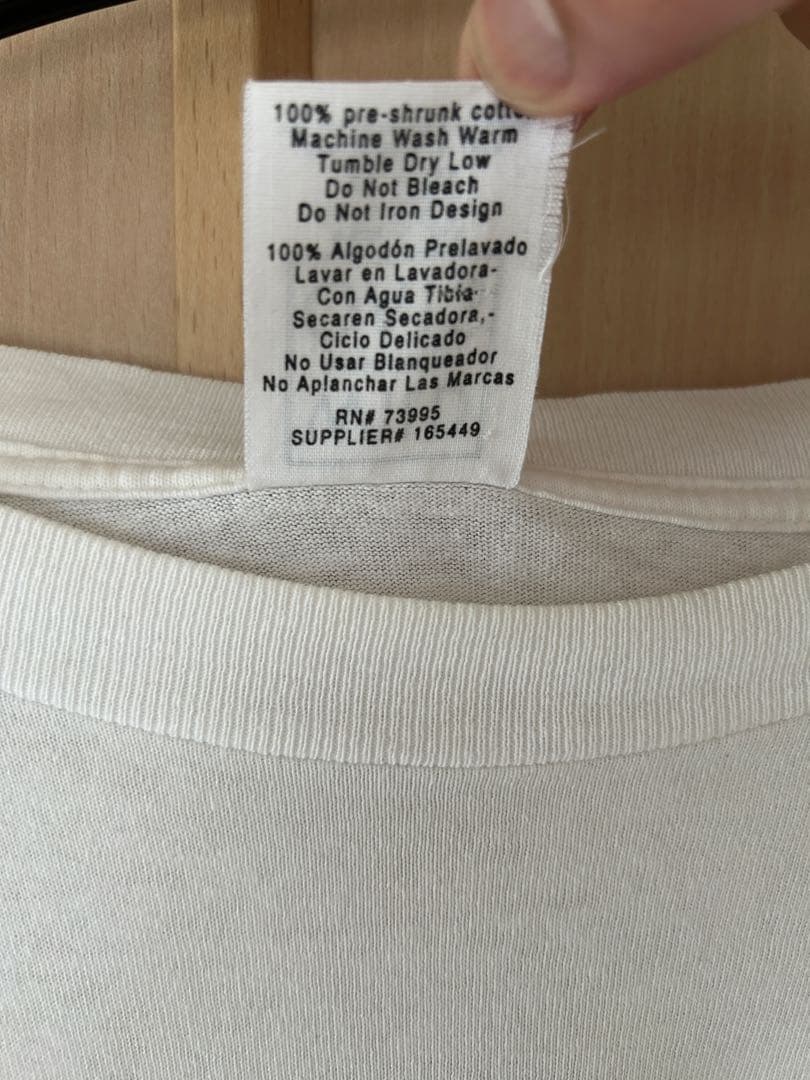 100% pre-shrunk
Machine Wash Warm
Tumble Dry Low
Do Not Bleach
Do Not Iron Design
100% Algodón Prelavado
Lavar en Lavadora-
Con Agua Tibia
Secaren Secadora,-
Ciclo Delicado
No Usar Blanqueador
No Aplanchar Las Marcas
RN# 73995
SUPPLIER# 165449